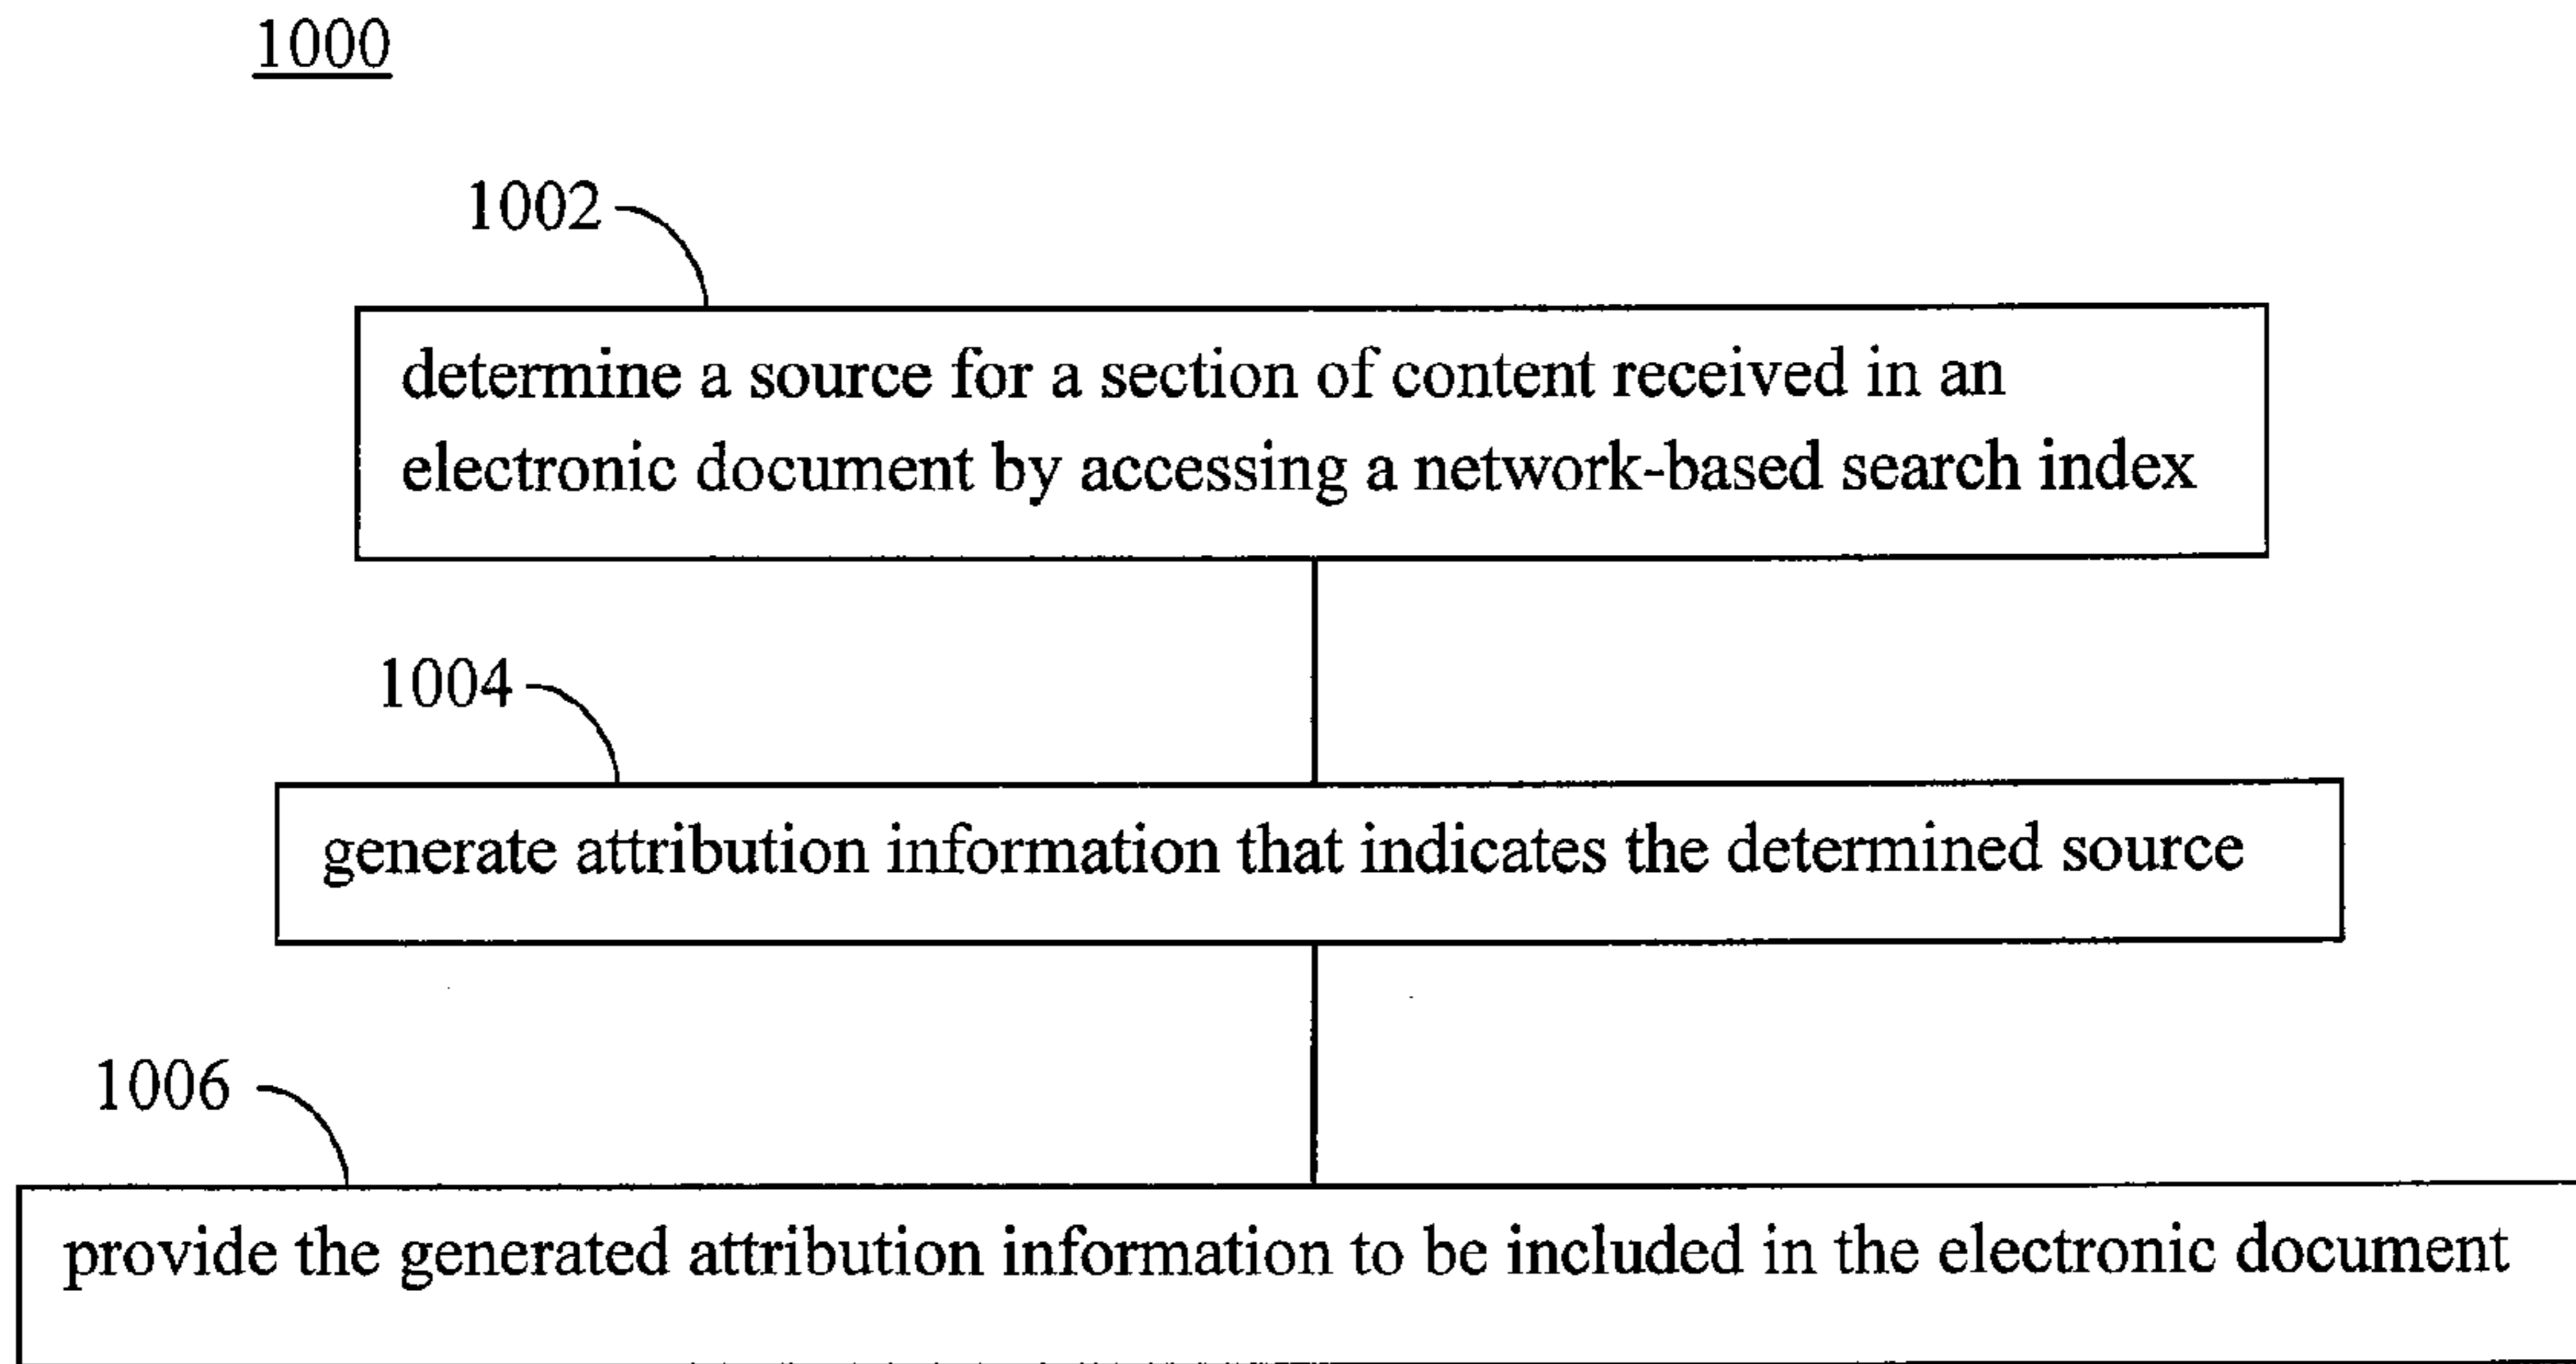 1000
1002
determine a source for a section of content received in an
electronic document by accessing a network-based search index
1004
generate attribution information that indicates the determined source
1006
provide the generated attribution information to be included in the electronic document